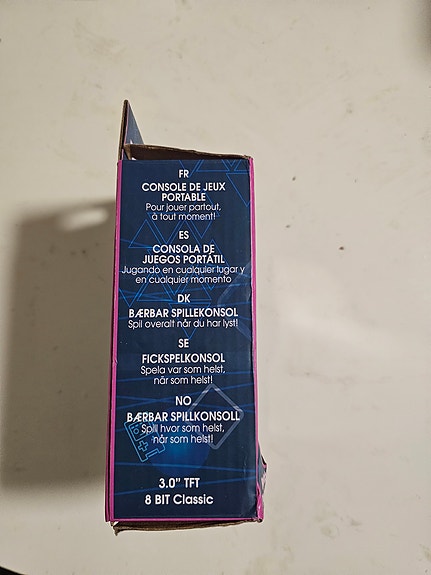 FR
CONSOLE DE JEUX
PORTABLE
Pour jouer partout,
à tout moment!
ES
CONSOLA DE
JUEGOS PORTÁTIL
Jugando en cualquier lugar y
en cualquier momento
DK
BÆRBAR SPILLEKONSOL
Spil overalt når du har lyst!
SE
FICKSPELKONSOL
Spela var som helst,
när som helst!
NO
BÆRBAR SPILLKONSOLL
Spill hvor som helst,
når som helst!
3.0" TFT
8 BIT Classic